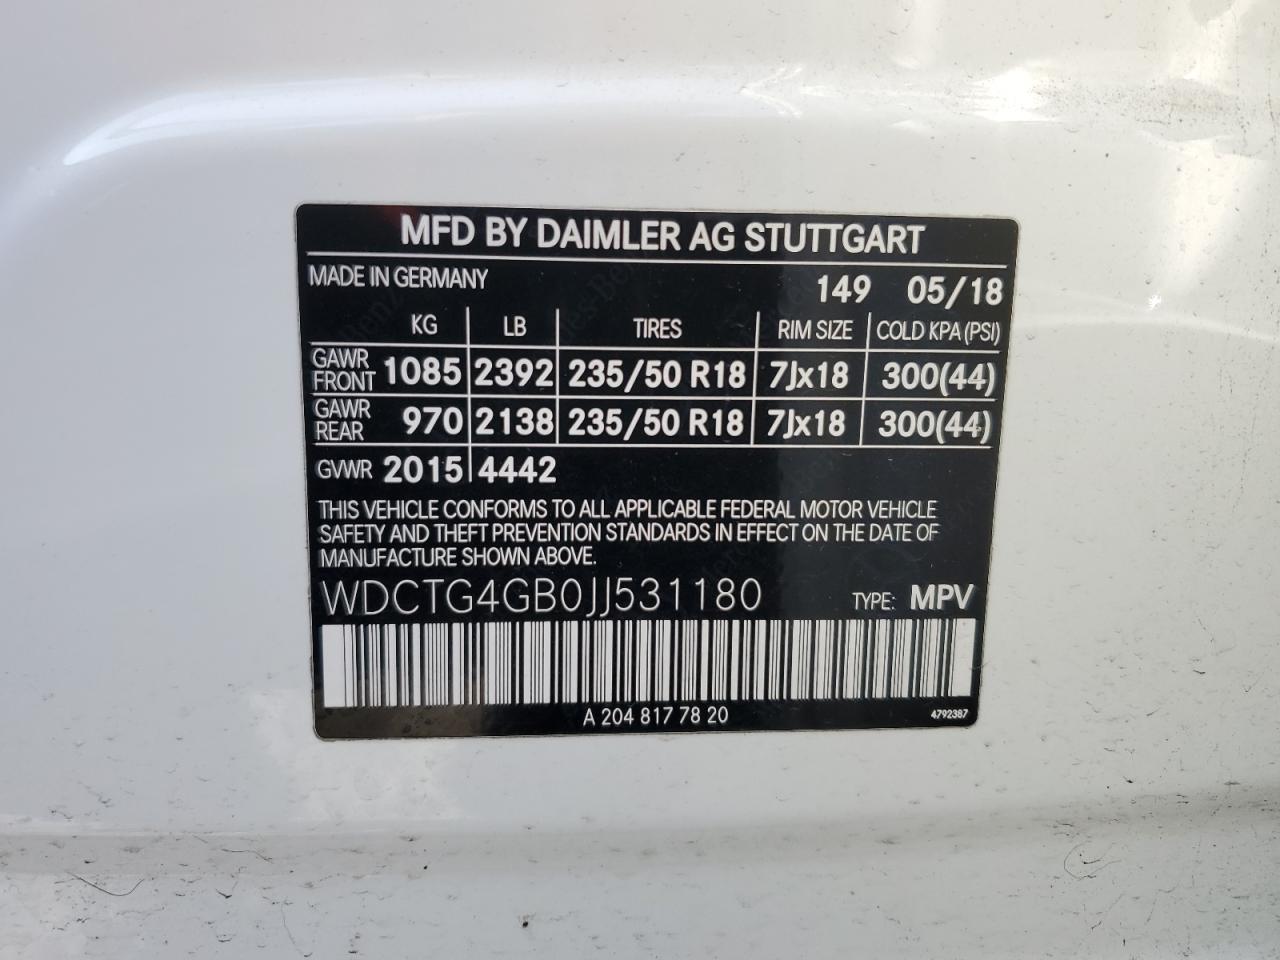 MFD BY DAIMLER AG STUTTGART
MADE IN GERMANY 149 05/18
KG LB TIRES RIM SIZE COLD KPA (PSI)
GAWR FRONT 1085 2392 235/50 R18 7Jx18 300(44)
GAWR REAR 970 2138 235/50 R18 7Jx18 300(44)
GVWR 2015 4442
THIS VEHICLE CONFORMS TO ALL APPLICABLE FEDERAL MOTOR VEHICLE
SAFETY AND THEFT PREVENTION STANDARDS IN EFFECT ON THE DATE OF
MANUFACTURE SHOWN ABOVE.
WDCTG4GB0JJ531180 TYPE: MPV
A 204 817 78 20 4792387